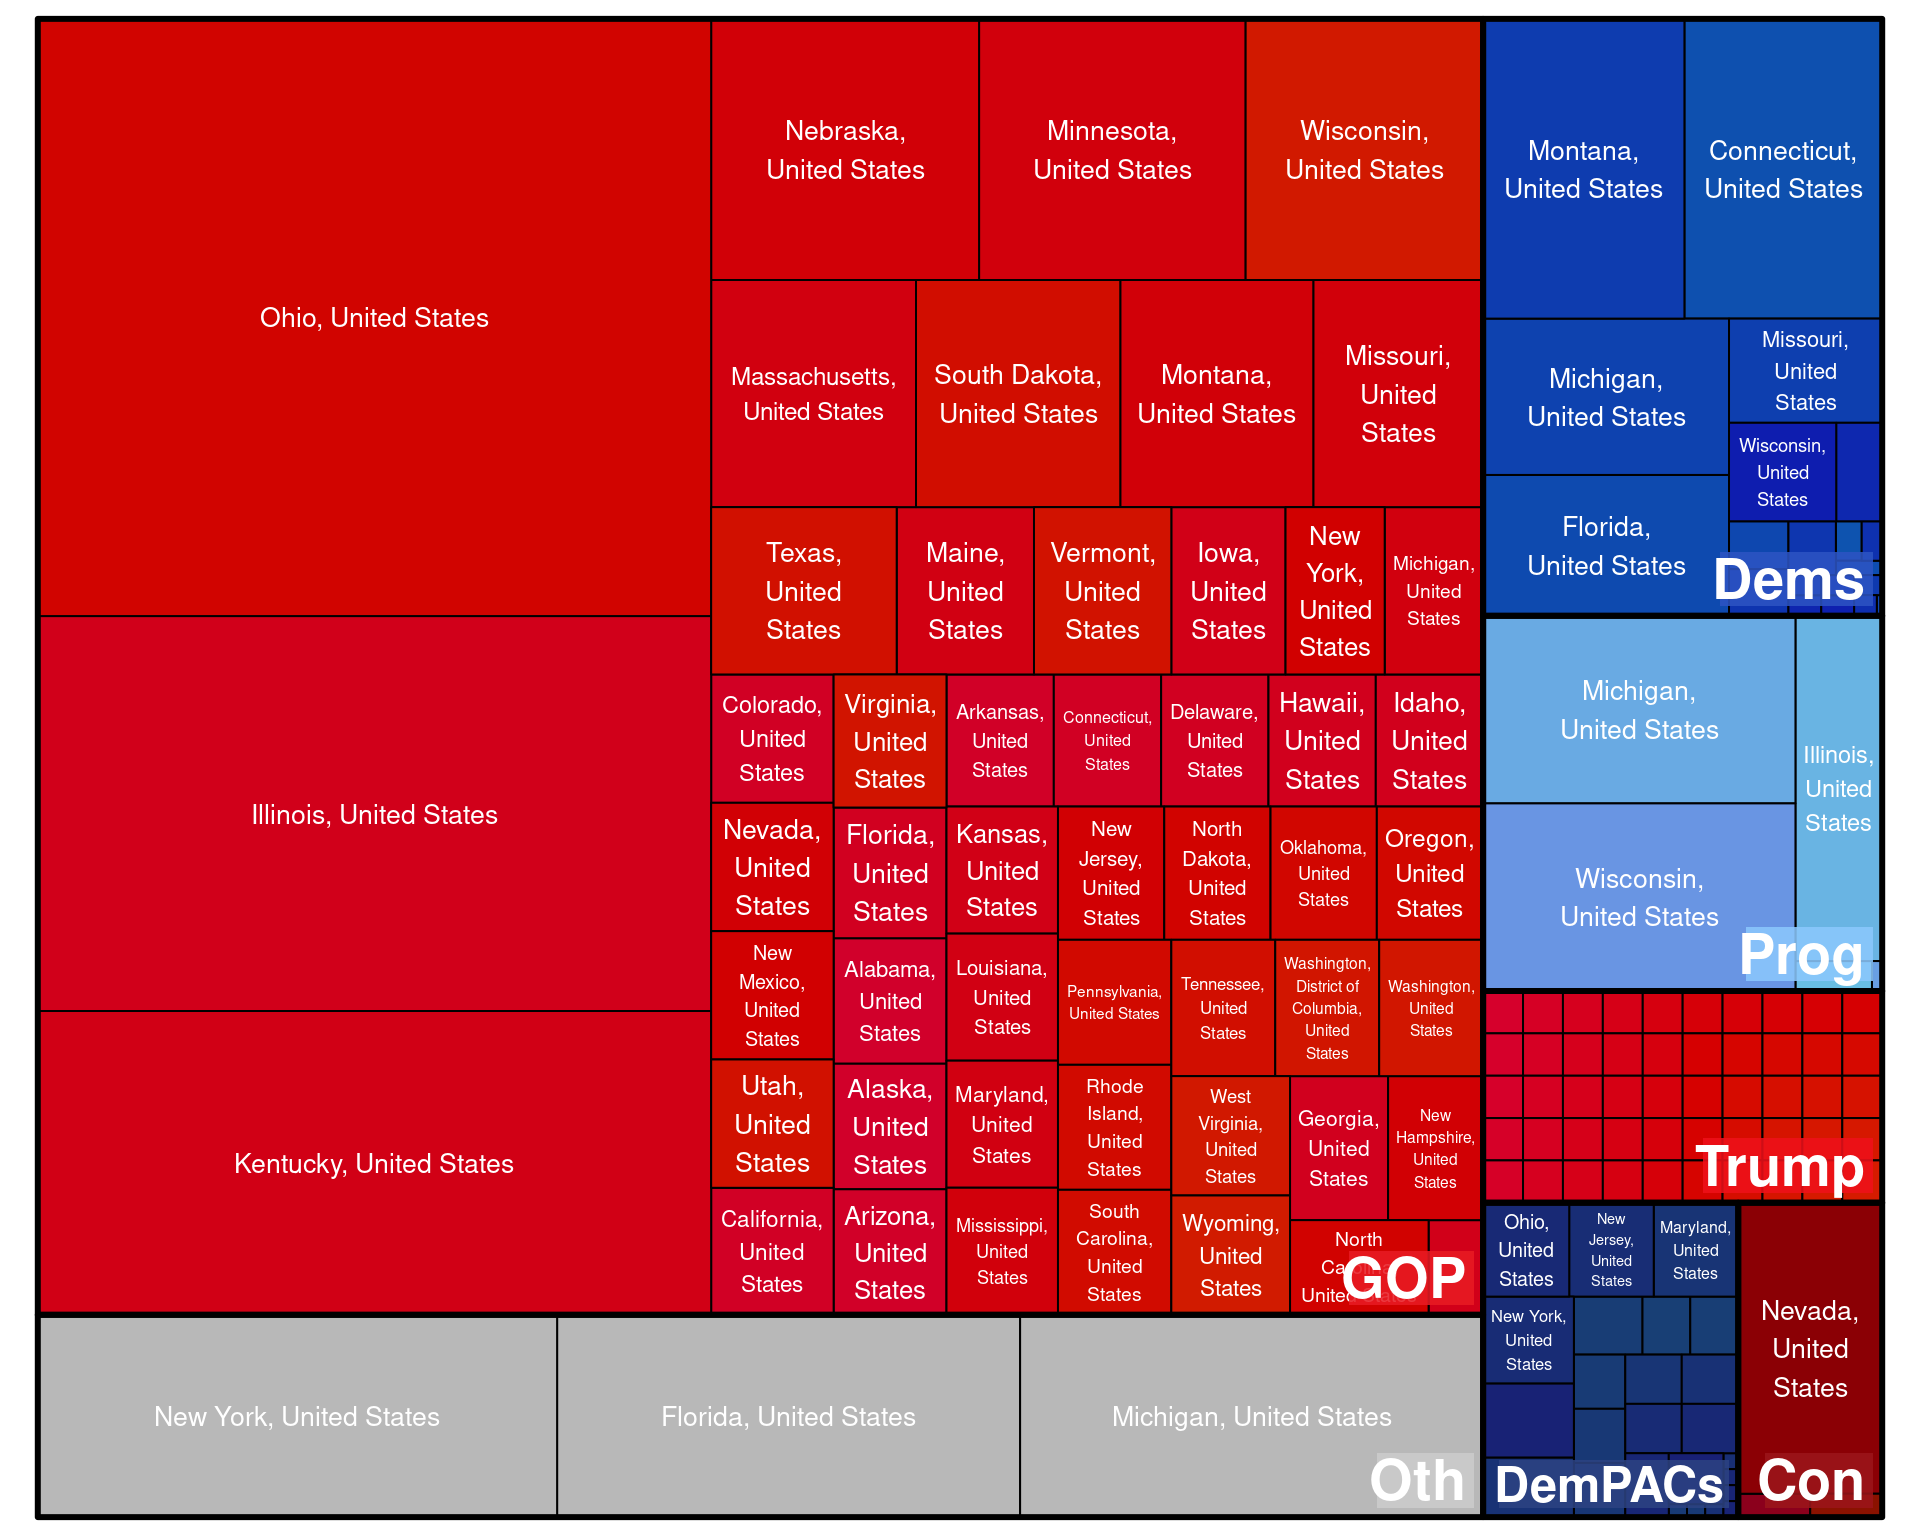 Ohio, United States
Illinois, United States
Kentucky, United States
Nebraska,
United States
Minnesota,
United States
Wisconsin,
United States
Massachusetts,
United States
South Dakota,
United States
Montana,
United States
Missouri,
United
States
Texas,
United
States
Maine,
United
States
Vermont,
United
States
Iowa,
United
States
New
York,
United
States
Michigan,
United
States
Colorado,
United
States
Virginia,
United
States
Arkansas,
United
States
Connecticut,
United
States
Delaware,
United
States
Hawaii,
United
States
Idaho,
United
States
Nevada,
United
States
Florida,
United
States
Kansas,
United
States
New
Jersey,
United
States
North
Dakota,
United
States
Oklahoma,
United
States
Oregon,
United
States
New
Mexico,
United
States
Alabama,
United
States
Louisiana,
United
States
Pennsylvania,
United States
Tennessee,
United
States
Washington,
District of
Columbia,
United
States
Washington,
United
States
Utah,
United
States
Alaska,
United
States
Maryland,
United
States
Rhode
Island,
United
States
West
Virginia,
United
States
Georgia,
United
States
New
Hampshire,
United
States
California,
United
States
Arizona,
United
States
Mississippi,
United
States
South
Carolina,
United
States
Wyoming,
United
States
North
GOP
New York, United States
Florida, United States
Michigan, United States
Oth
Montana,
United States
Connecticut,
United States
Michigan,
United States
Missouri,
United
States
Wisconsin,
United
States
Florida,
United States
Dems
Michigan,
United States
Illinois,
United
States
Wisconsin,
United States
Prog
Trump
Ohio,
United
States
New
Jersey,
United
States
Maryland,
United
States
New York,
United
States
DemPACs
Nevada,
United
States
Con